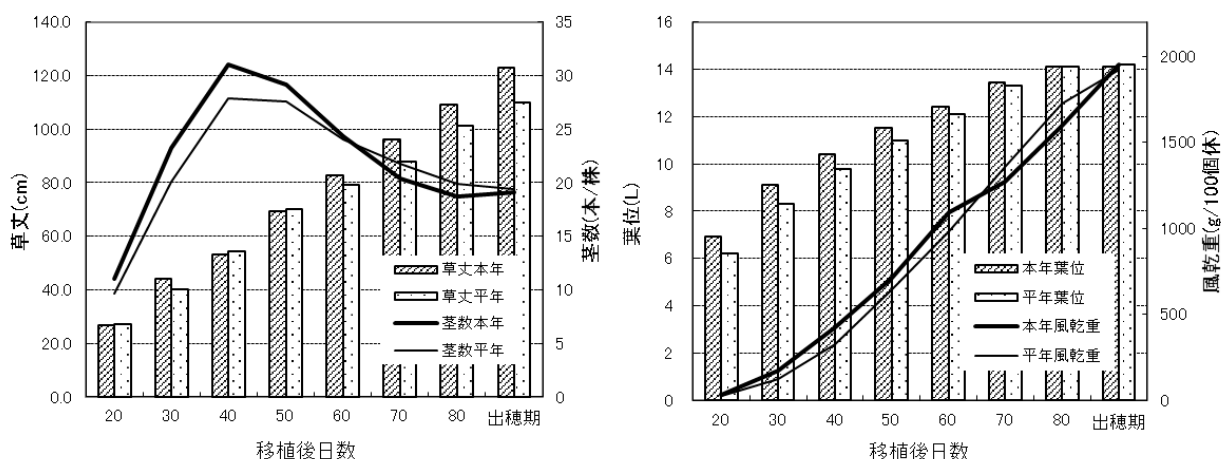 140.0
120.0
100.0
80.0
60.0
40.0
20.0
0.0
草丈(cm)
35
30
25
20
15
10
5
0
茎数(本/株)
草丈本年
草丈平年
茎数本年
茎数平年
20 30 40 50 60 70 80 出穂期
移植後日数
16
14
12
10
8
6
4
2
0
葉位(L)
2000
1500
1000
500
0
風乾重(g/100個体)
本年葉位
平年葉位
本年風乾重
平年風乾重
20 30 40 50 60 70 80 出穂期
移植後日数